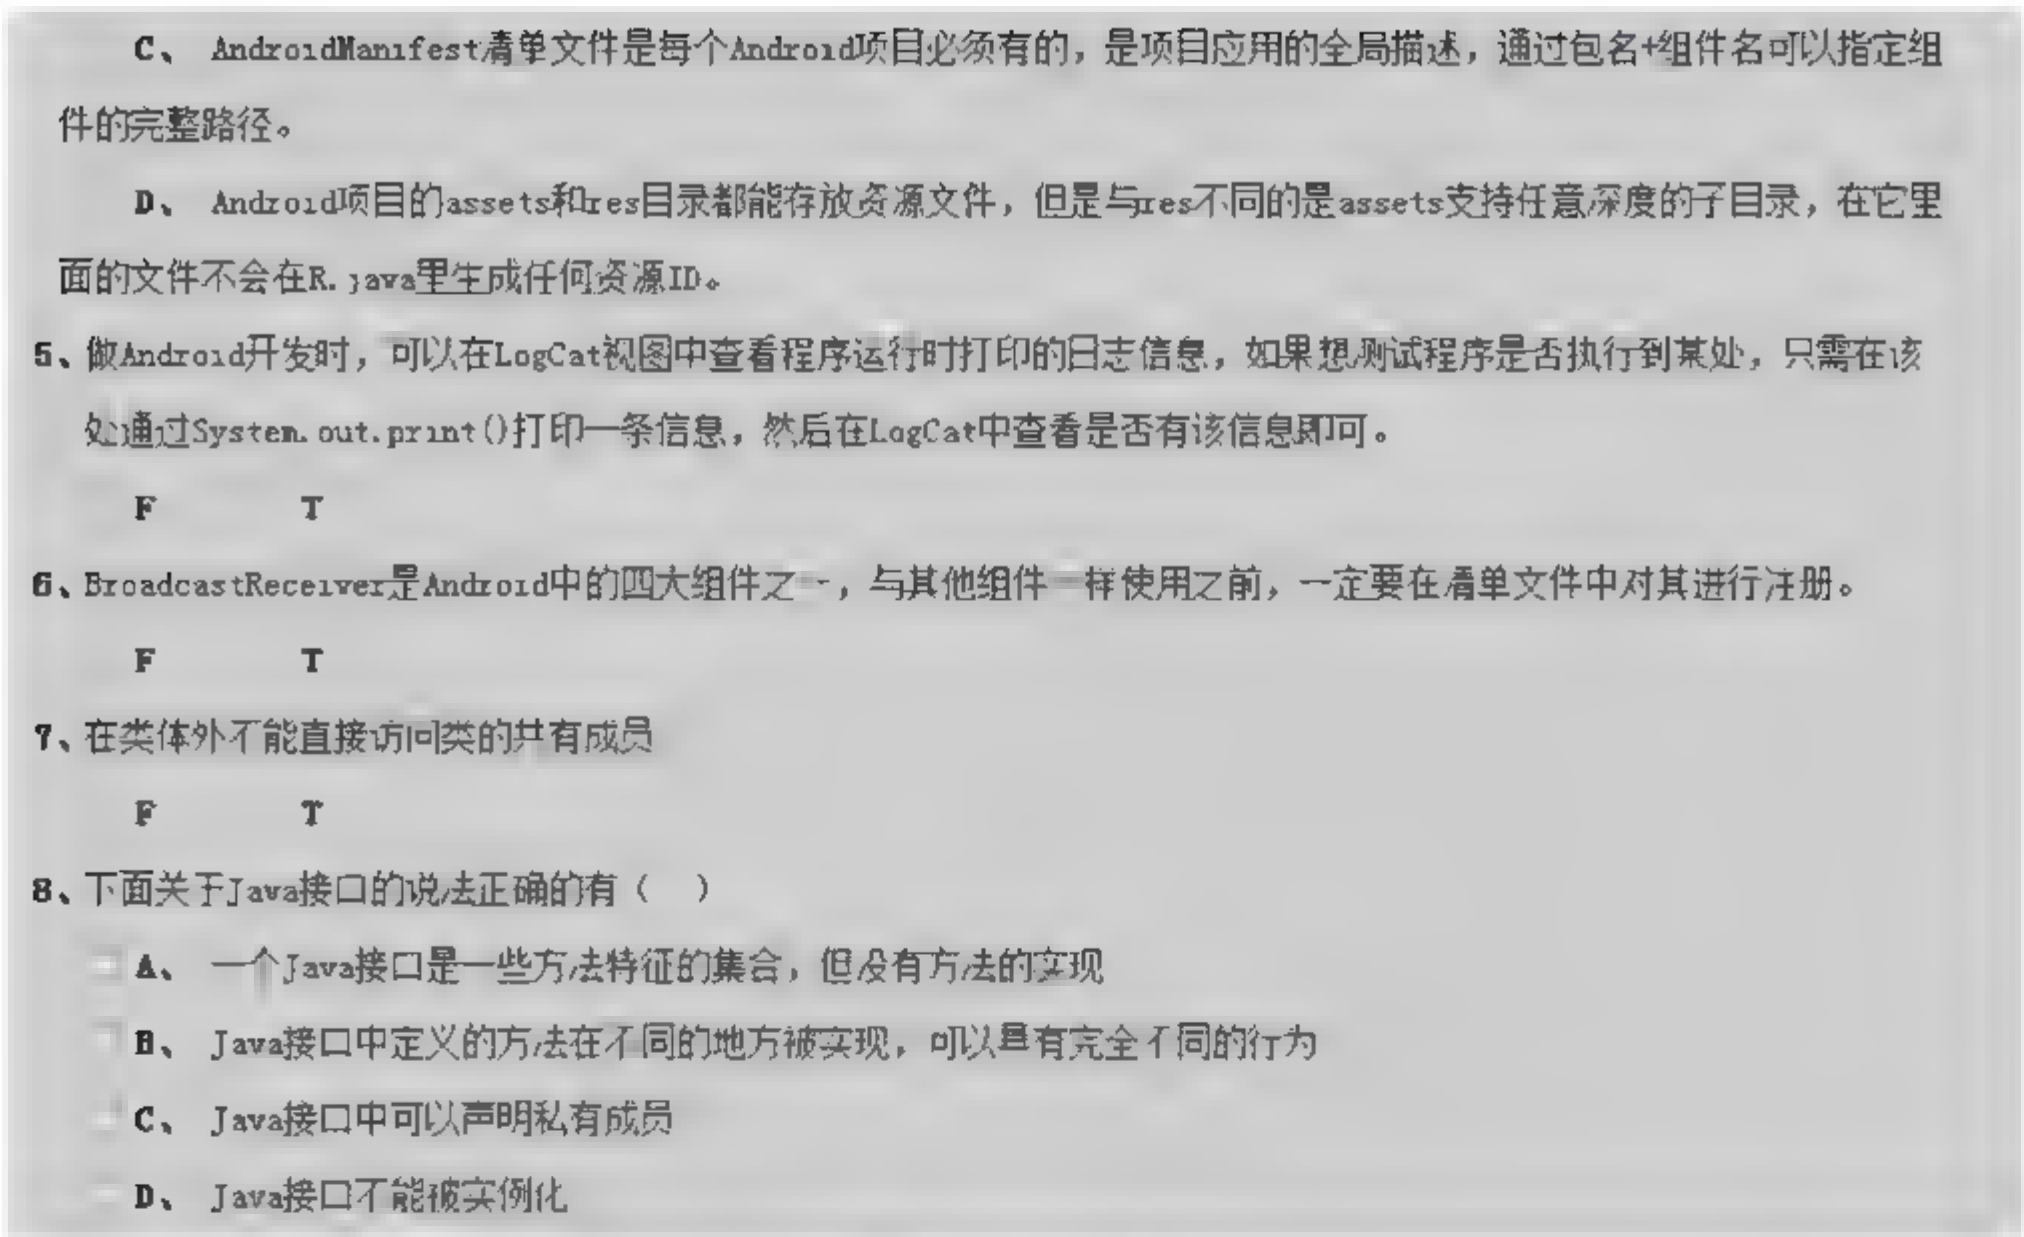 C、 AndroidManifest清单文件是每个Android项目必须有的，是项目应用的全局描述，通过包名+组件名可以指定组
件的完整路径。
D、 Android项目的assets和res目录都能存放资源文件，但是与res不同的是assets支持任意深度的子目录，在它里
面的文件不会在R.java里生成任何资源ID。
5、做Android开发时，可以在LogCat视图中查看程序运行时打印的日志信息，如果想测试程序是否执行到某处，只需在该
处通过System.out.print()打印一条信息，然后在LogCat中查看是否有该信息即可。
F T
6、BroadcastReceiver是Android中的四大组件之一，与其他组件一样使用之前，一定要在清单文件中对其进行注册。
F T
7、在类体外不能直接访问类的共有成员
F T
8、下面关于Java接口的说法正确的有（ ）
A、 一个Java接口是一些方法特征的集合，但没有方法的实现
B、 Java接口中定义的方法在不同的地方被实现，可以具有完全不同的行为
C、 Java接口中可以声明私有成员
D、 Java接口不能被实例化